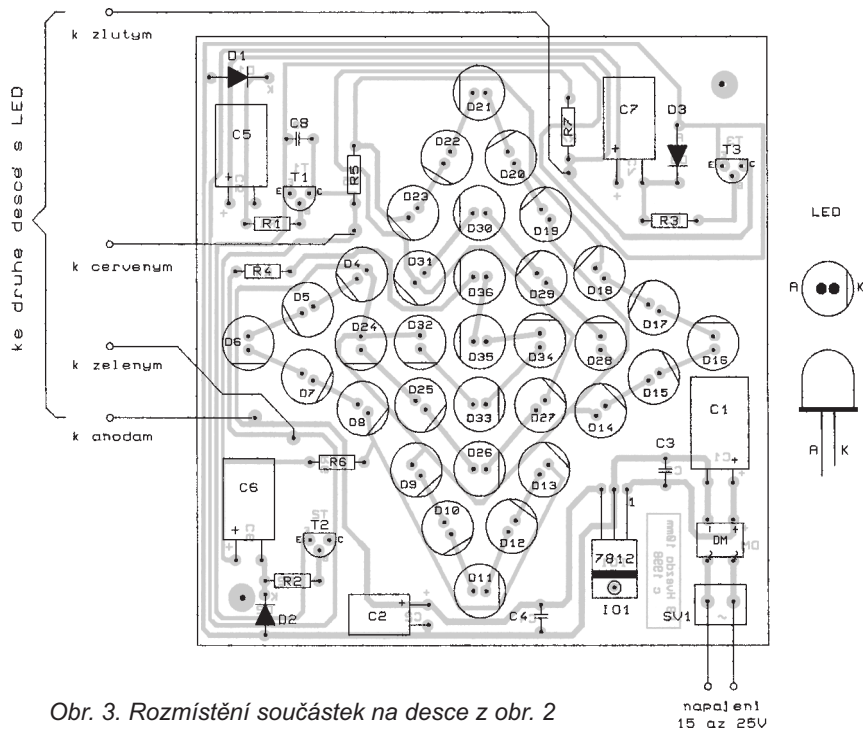 k zlutym
D1
C5
C8
T1
E
C
R1
R5
D21
D22
D20
D23
D30
D19
R7
C7
D3
T3
E
C
R3
LED
A
K
ke druhe desce s LED
k cervenym
R4
D4
D31
D36
D29
D18
D5
D17
D6
D24
D32
D35
D34
D28
D16
k zelenym
D7
D25
D33
D27
D15
D8
D14
C1
k anodam
R6
D9
D26
D13
C3
C6
D10
D12
1
A
K
T2
E
C
R2
D2
D11
7812
IO1
DM
C2
C4
SV1
~
c 1998
Hvezda 10mm
napajeni
15 az 25V
Obr. 3. Rozmístění součástek na desce z obr. 2